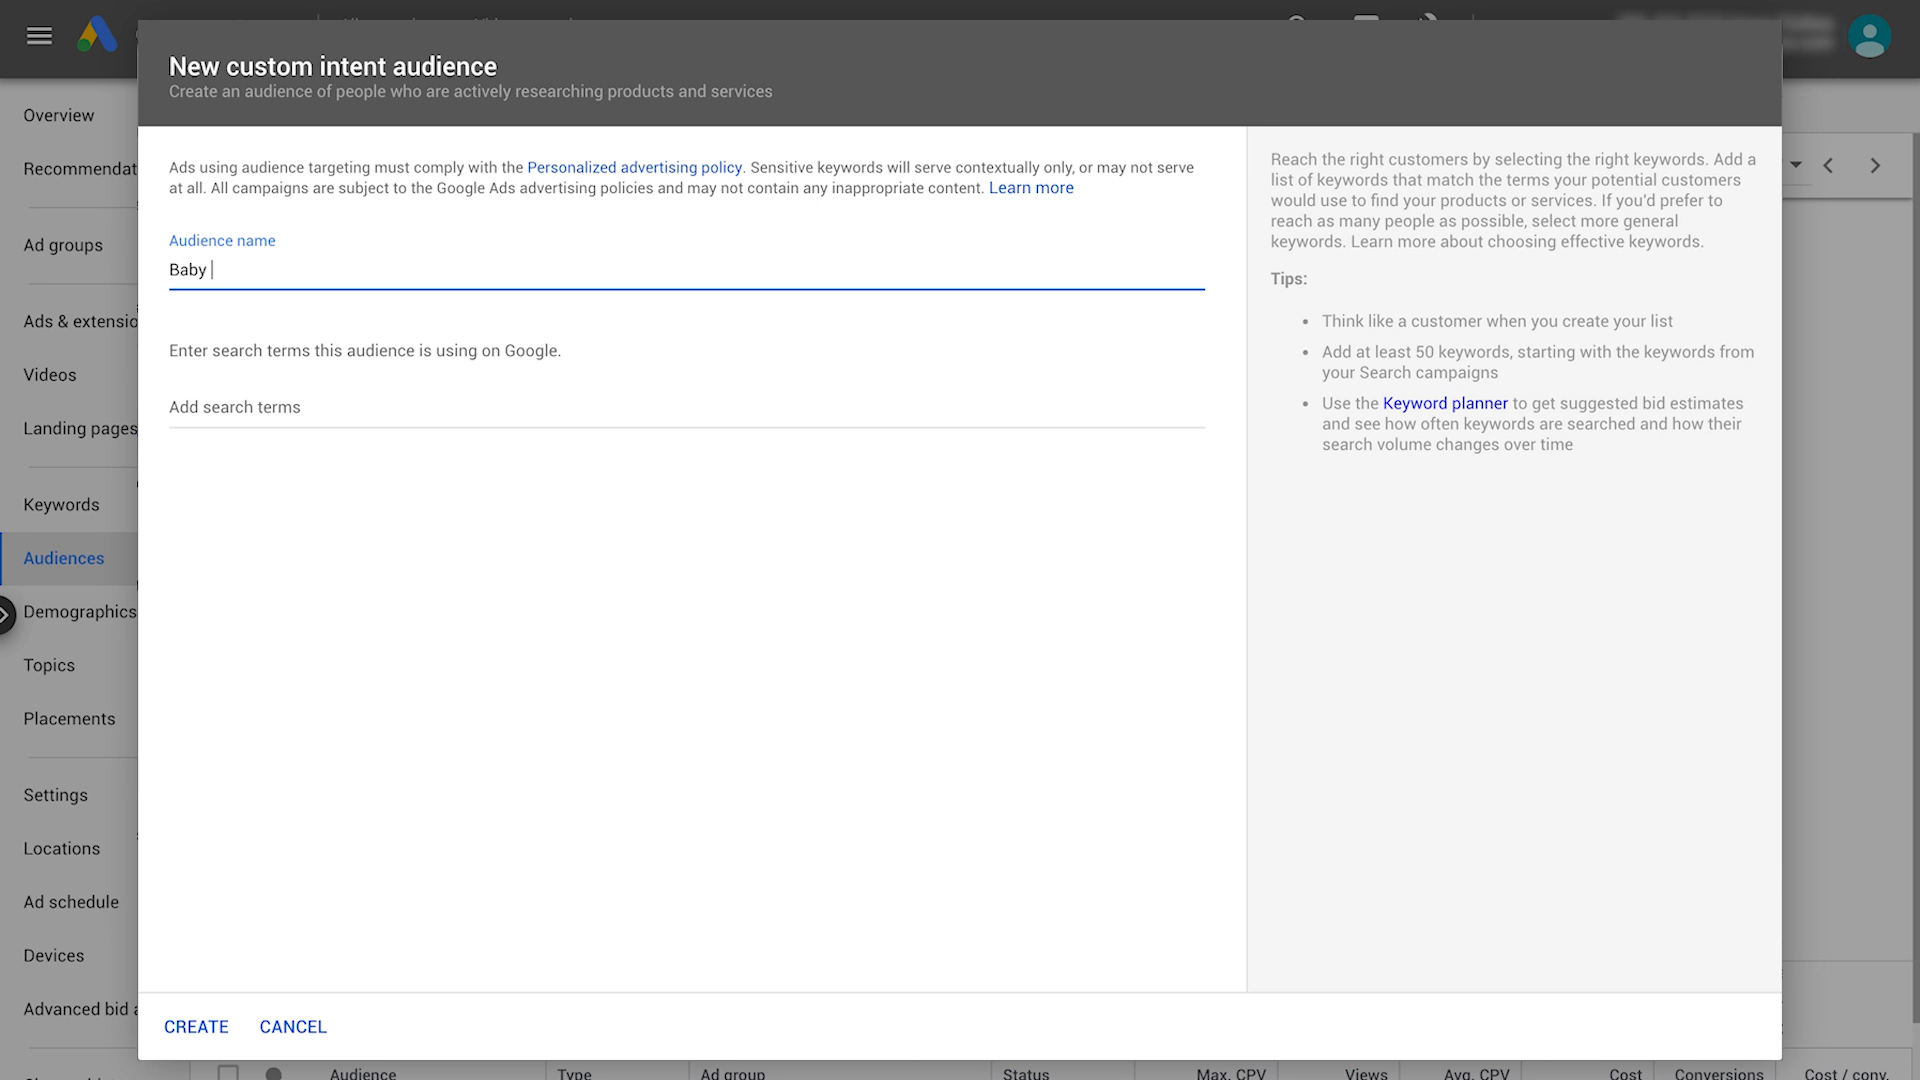 New custom intent audience
Create an audience of people who are actively researching products and services
Overview
Recommendat
Ad groups
Ads & extensio
Videos
Landing pages
Keywords
Audiences
Demographics
Topics
Placements
Settings
Locations
Ad schedule
Devices
Advanced bid a
Ads using audience targeting must comply with the Personalized advertising policy. Sensitive keywords will serve contextually only, or may not serve
at all. All campaigns are subject to the Google Ads advertising policies and may not contain any inappropriate content. Learn more
Audience name
Baby
Enter search terms this audience is using on Google.
Add search terms
Reach the right customers by selecting the right keywords. Add a
list of keywords that match the terms your potential customers
would use to find your products or services. If you'd prefer to
reach as many people as possible, select more general
keywords. Learn more about choosing effective keywords.
Tips:
• Think like a customer when you create your list
• Add at least 50 keywords, starting with the keywords from
your Search campaigns
• Use the Keyword planner to get suggested bid estimates
and see how often keywords are searched and how their
search volume changes over time
CREATE CANCEL
Audience Type Ad group Status Max. CPV Views Avg. CPV Cost Conversions Cost / conv.